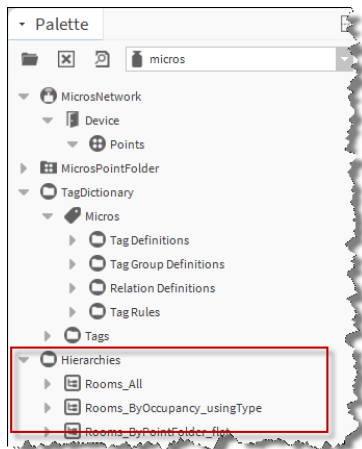 Palette
micros
MicrosNetwork
Device
Points
MicrosPointFolder
TagDictionary
Micros
Tag Definitions
Tag Group Definitions
Relation Definitions
Tag Rules
Tags
Hierarchies
Rooms_All
Rooms_ByOccupancy_usingType
Rooms_ByPointFolder_flat